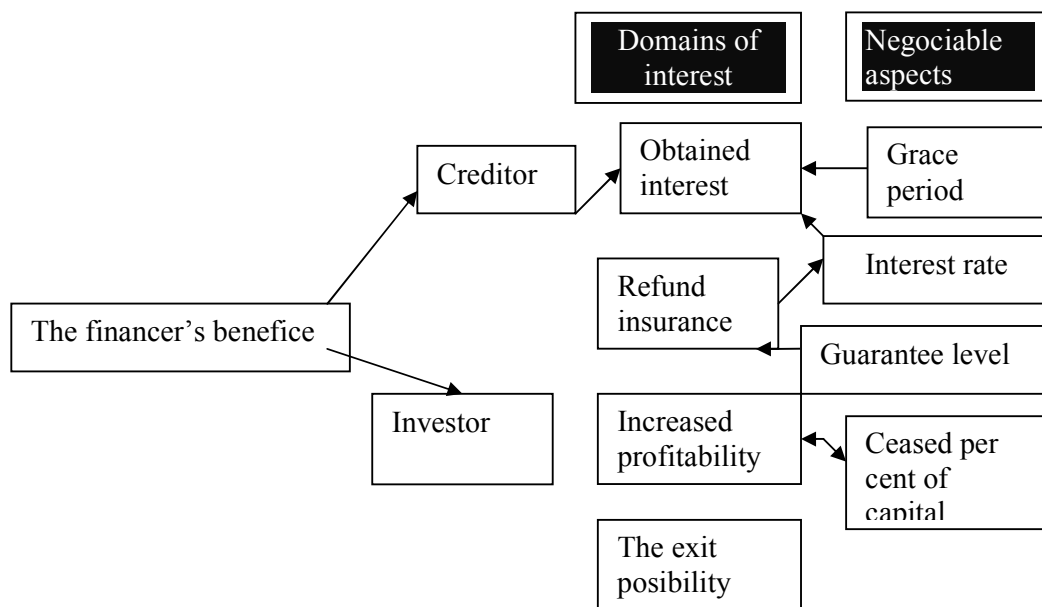 Domains of
interest
Negociable
aspects
Creditor
Obtained
interest
Grace
period
Interest rate
Refund
insurance
The financer’s benefice
Guarantee level
Investor
Increased
profitability
Ceased per
cent of
capital
The exit
posibility